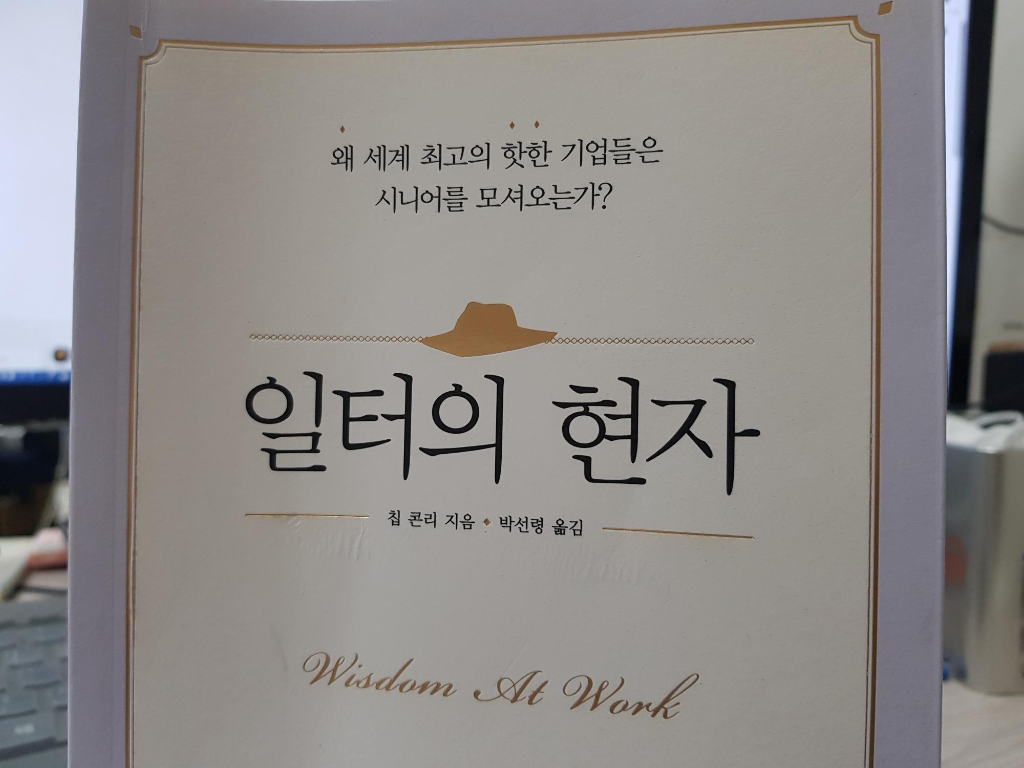 왜 세계 최고의 핫한 기업들은
시니어를 모셔오는가?
일터의 현자
칩 콘리 지음 ◆ 박선령 옮김
Wisdom At Work